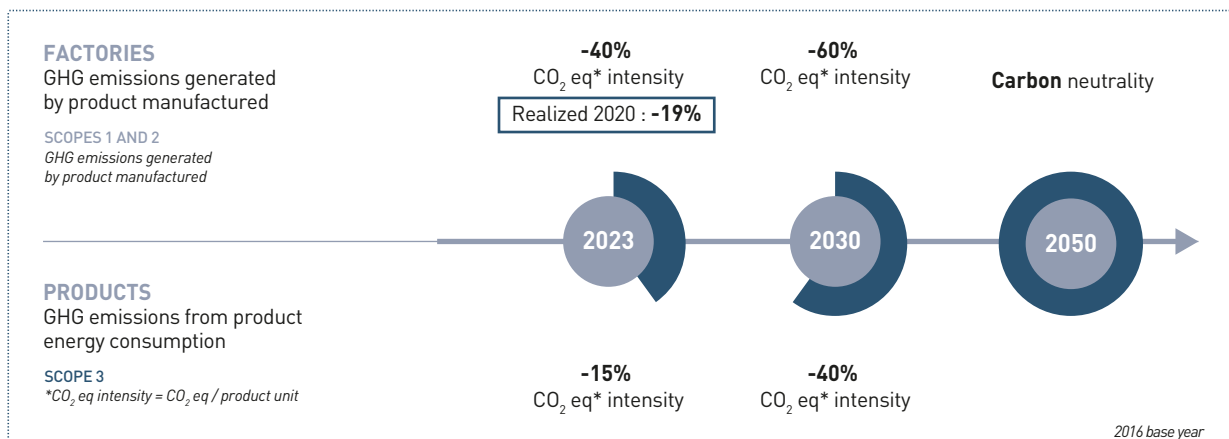 FACTORIES
GHG emissions generated
by product manufactured
SCOPES 1 AND 2
GHG emissions generated
by product manufactured
-40%
CO₂ eq* intensity
Realized 2020 : -19%
-60%
CO₂ eq* intensity
Carbon neutrality
2023
2030
2050
PRODUCTS
GHG emissions from product
energy consumption
SCOPE 3
*CO₂ eq intensity = CO₂ eq / product unit
-15%
CO₂ eq* intensity
-40%
CO₂ eq* intensity
2016 base year